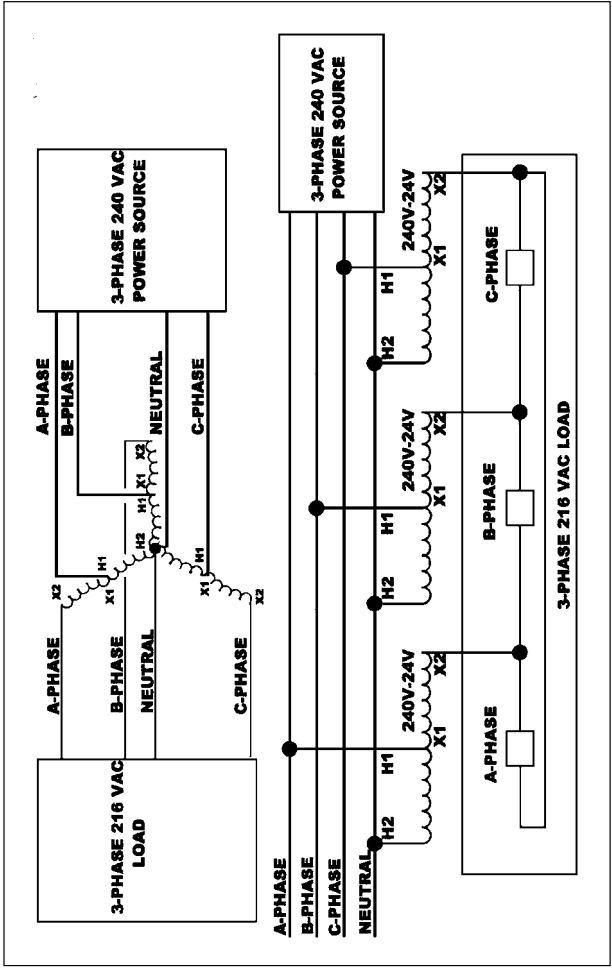 3-PHASE 216 VAC
LOAD
A-PHASE
B-PHASE
NEUTRAL
C-PHASE
X2
X1
H1
H2
H1
X1
X2
X1
H1
X2
A-PHASE
B-PHASE
NEUTRAL
C-PHASE
3-PHASE 240 VAC
POWER SOURCE
A-PHASE
B-PHASE
C-PHASE
NEUTRAL
3-PHASE 240 VAC
POWER SOURCE
H2
H1
240V-24V
X1
X2
H2
H1
240V-24V
X1
X2
H2
H1
240V-24V
X1
X2
A-PHASE
B-PHASE
C-PHASE
3-PHASE 216 VAC LOAD